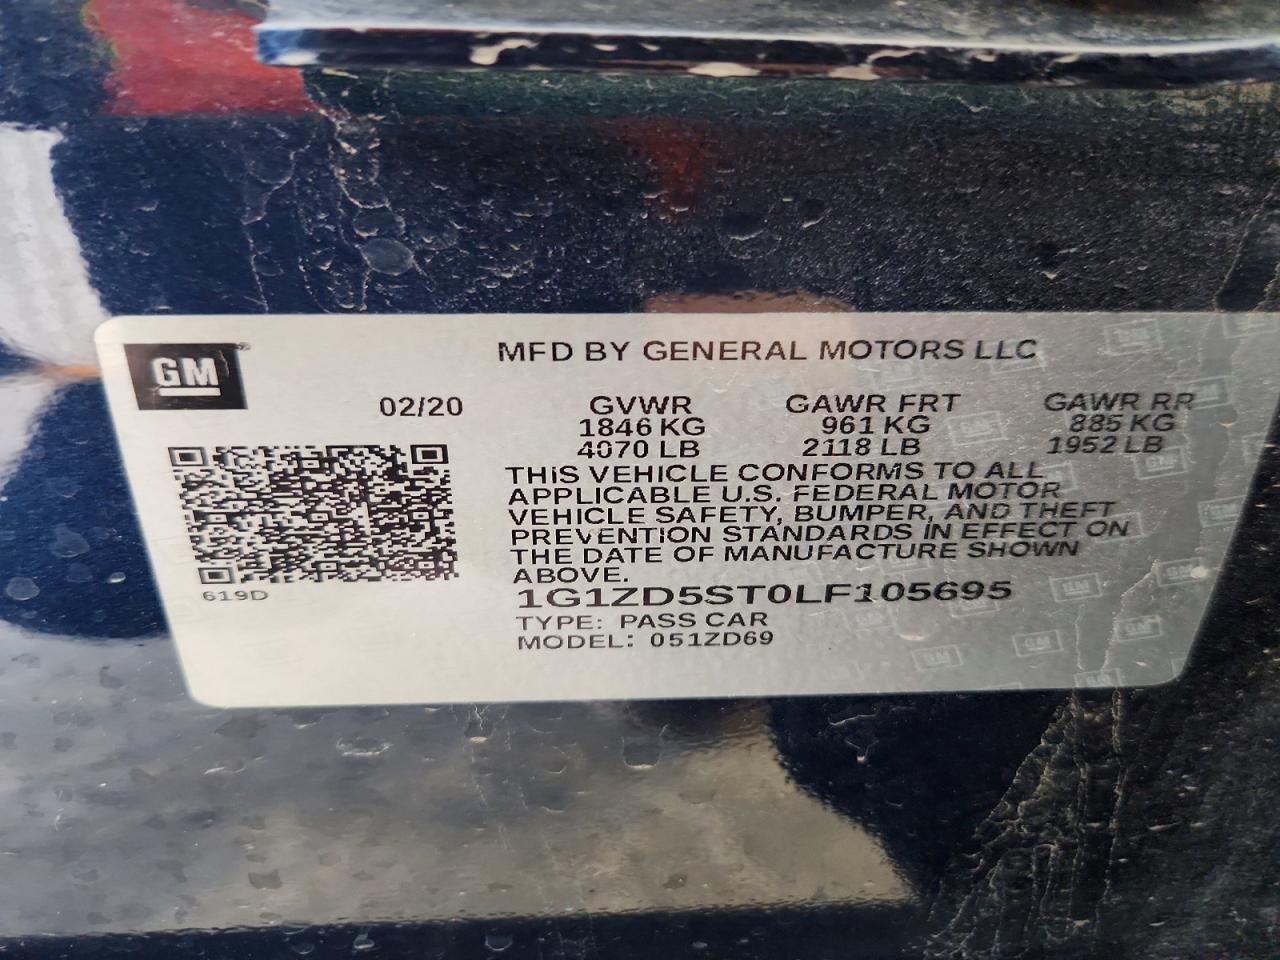 GM
MFD BY GENERAL MOTORS LLC
02/20
GVWR GAWR FRT GAWR RR
1846 KG 961 KG 885 KG
4070 LB 2118 LB 1952 LB
THIS VEHICLE CONFORMS TO ALL
APPLICABLE U.S. FEDERAL MOTOR
VEHICLE SAFETY, BUMPER, AND THEFT
PREVENTION STANDARDS IN EFFECT ON
THE DATE OF MANUFACTURE SHOWN
ABOVE.
619D
1G1ZD5ST0LF105695
TYPE: PASS CAR
MODEL: 051ZD69